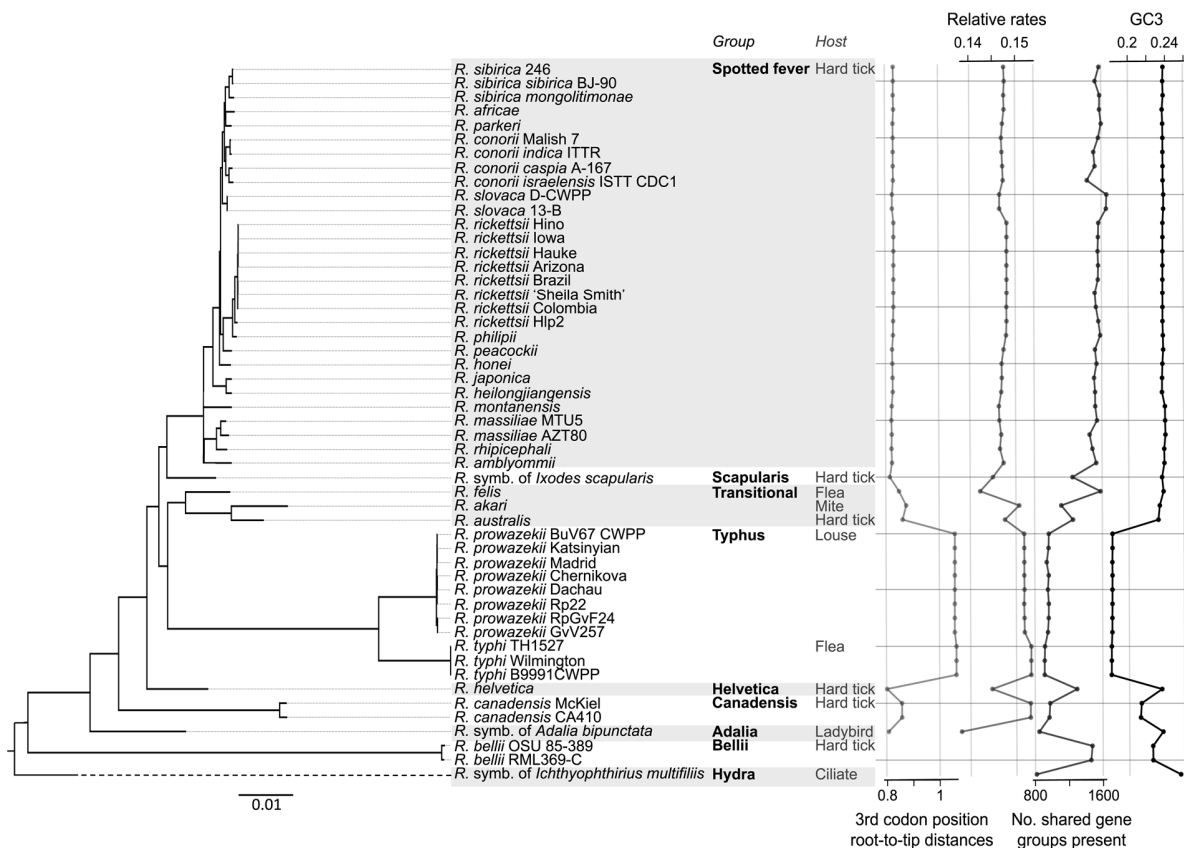 Relative rates GC3
Group Host 0.14 0.15 0.2 0.24
R. sibirica 246 Spotted fever Hard tick
R. sibirica sibirica BJ-90
R. sibirica mongolitimonae
R. africae
R. parkeri
R. conorii Malish 7
R. conorii indica ITTR
R. conorii caspia A-167
R. conorii israelensis ISTT CDC1
R. slovaca D-CWPP
R. slovaca 13-B
R. rickettsii Hino
R. rickettsii Iowa
R. rickettsii Hauke
R. rickettsii Arizona
R. rickettsii Brazil
R. rickettsii ‘Sheila Smith’
R. rickettsii Colombia
R. rickettsii Hlp2
R. philipii
R. peacockii
R. honei
R. japonica
R. heilongjiangensis
R. montanensis
R. massiliae MTU5
R. massiliae AZT80
R. rhipicephali
R. amblyommii
R. symb. of Ixodes scapularis Scapularis Hard tick
R. felis Transitional Flea
R. akari Mite
R. australis Hard tick
R. prowazekii BuV67 CWPP Typhus Louse
R. prowazekii Katsinyian
R. prowazekii Madrid
R. prowazekii Chernikova
R. prowazekii Dachau
R. prowazekii Rp22
R. prowazekii RpGvF24
R. prowazekii GvV257
R. typhi TH1527 Flea
R. typhi Wilmington
R. typhi B9991CWPP
R. helvetica Helvetica Hard tick
R. canadensis McKiel Canadensis Hard tick
R. canadensis CA410
R. symb. of Adalia bipunctata Adalia Ladybird
R. bellii OSU 85-389 Bellii Hard tick
R. bellii RML369-C
R. symb. of Ichthyophthirius multifiliis Hydra Ciliate
0.01 0.8 1 800 1600
3rd codon position No. shared gene
root-to-tip distances groups present